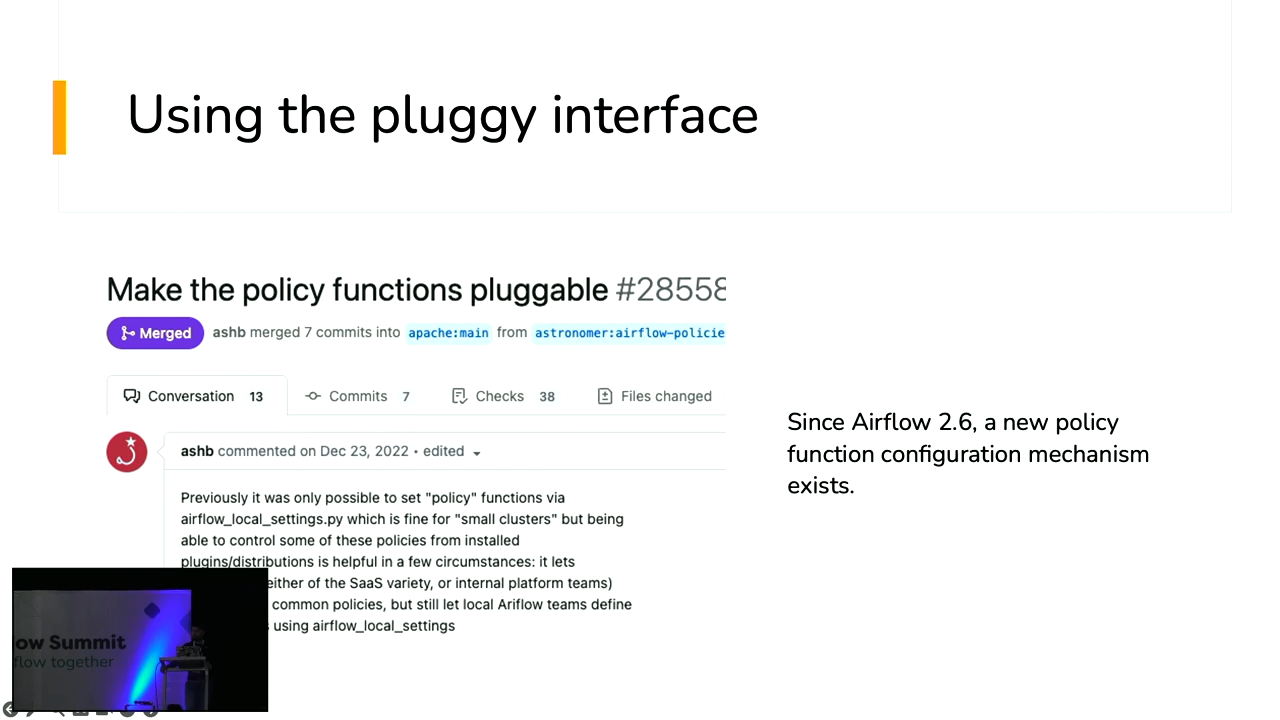 Using the pluggy interface
Make the policy functions pluggable #28558
Merged ashb merged 7 commits into apache:main from astronomer:airflow-policie
Conversation 13 Commits 7 Checks 38 Files changed
ashb commented on Dec 23, 2022 • edited
Previously it was only possible to set "policy" functions via
airflow_local_settings.py which is fine for "small clusters" but being
able to control some of these policies from installed
plugins/distributions is helpful in a few circumstances: it lets
either of the SaaS variety, or internal platform teams)
common policies, but still let local Ariflow teams define
using airflow_local_settings
Since Airflow 2.6, a new policy
function configuration mechanism
exists.
ow Summit
flow together